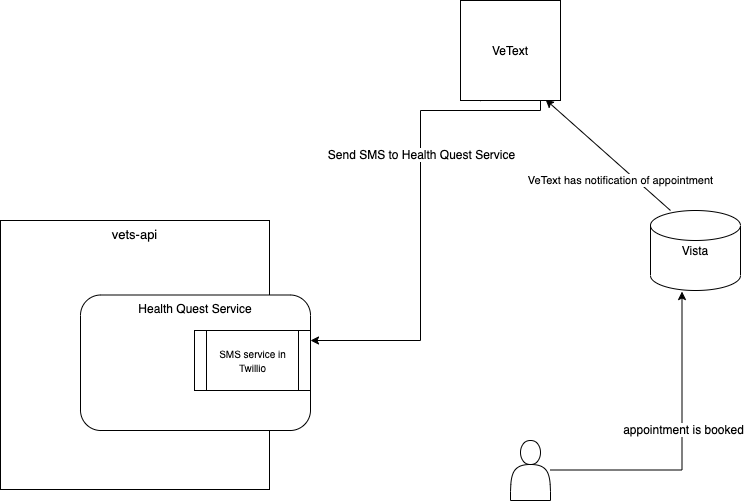 VeText
Send SMS to Health Quest Service
VeText has notification of appointment
vets-api
Vista
Health Quest Service
SMS service in
Twillio
appointment is booked